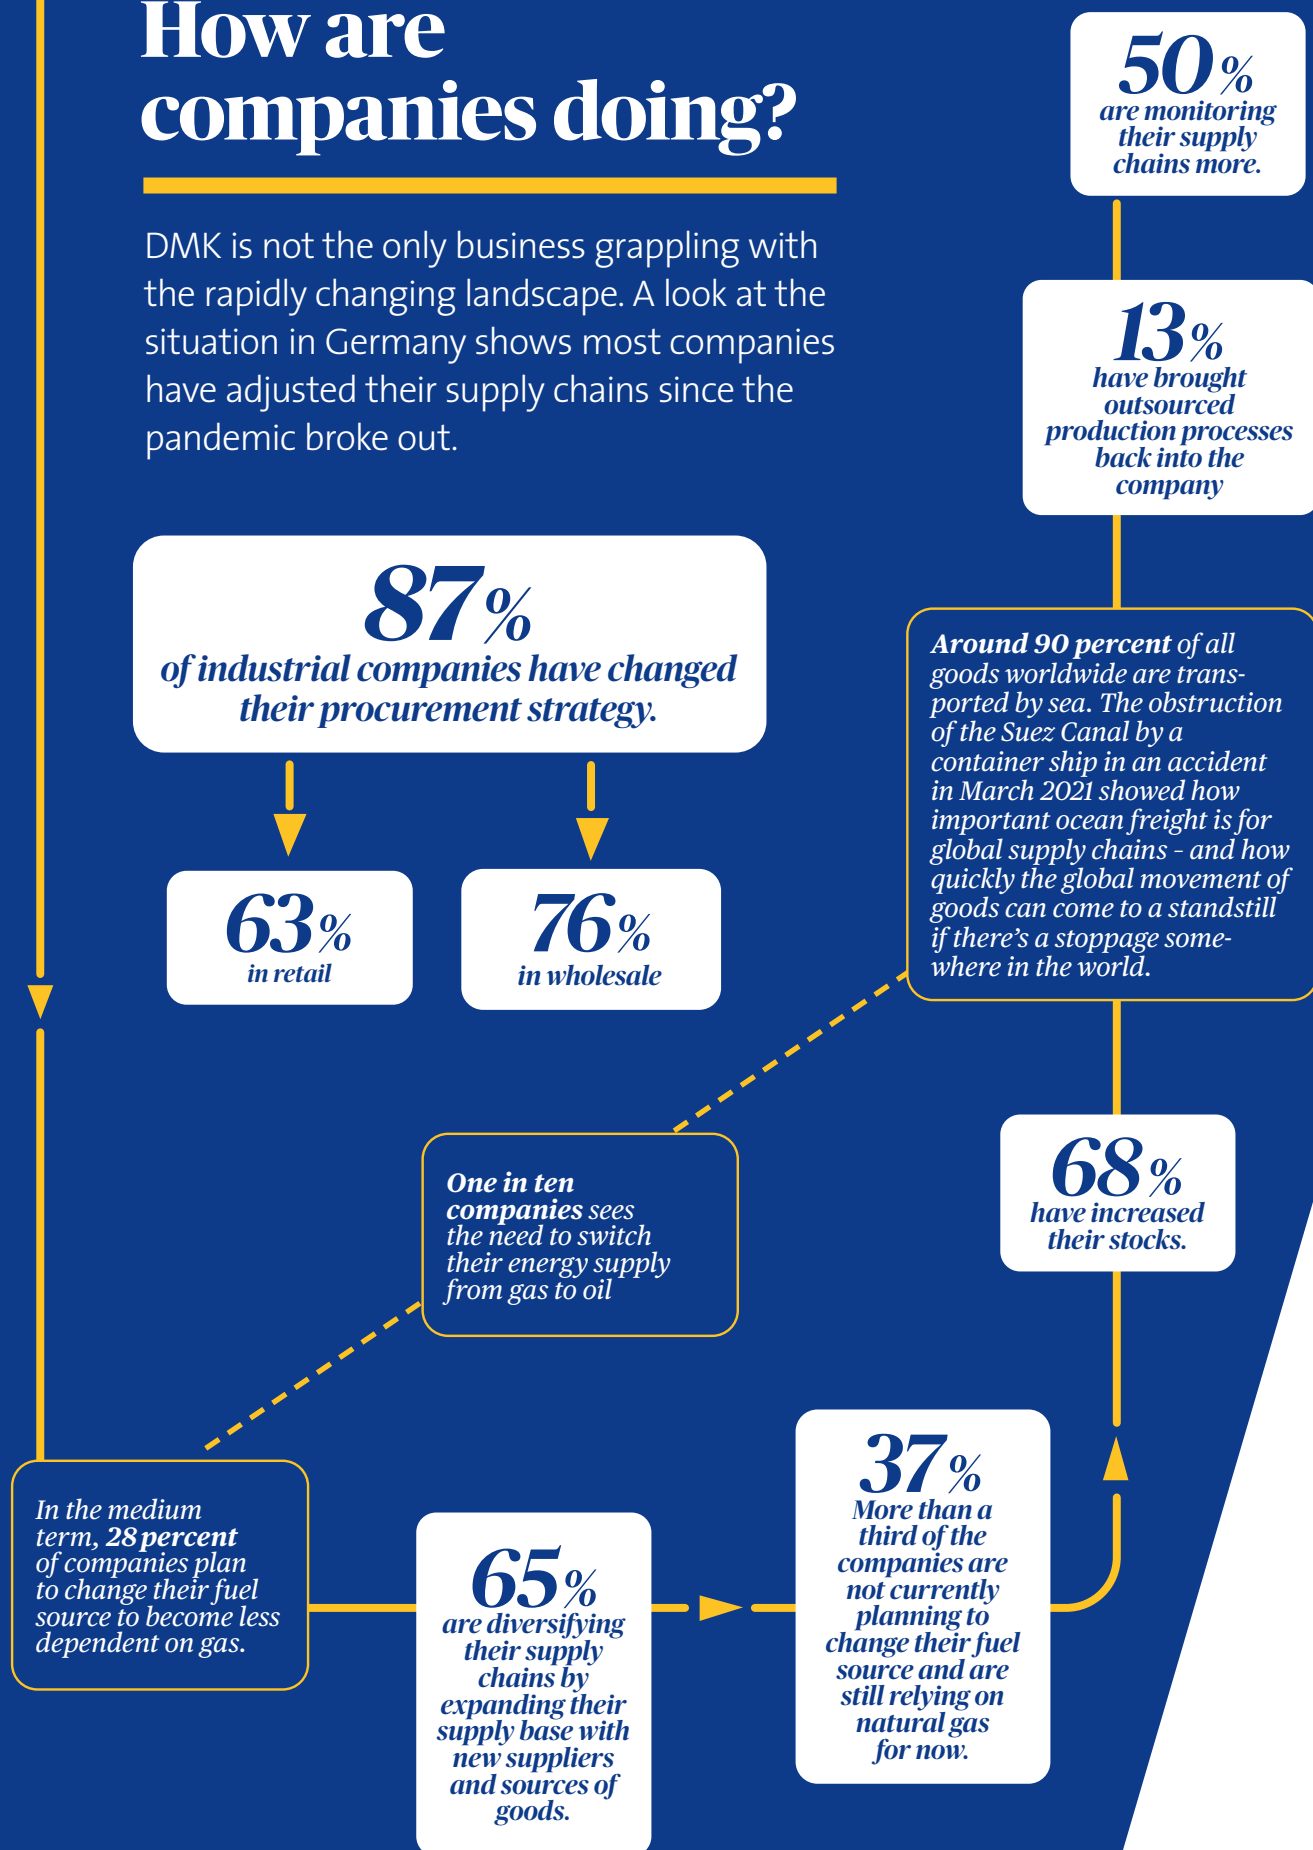 How are
companies doing?
DMK is not the only business grappling with
the rapidly changing landscape. A look at the
situation in Germany shows most companies
have adjusted their supply chains since the
pandemic broke out.
87%
of industrial companies have changed
their procurement strategy.
63%
in retail
76%
in wholesale
50%
are monitoring
their supply
chains more.
13%
have brought
outsourced
production processes
back into the
company
Around 90 percent of all
goods worldwide are trans-
ported by sea. The obstruction
of the Suez Canal by a
container ship in an accident
in March 2021 showed how
important ocean freight is for
global supply chains - and how
quickly the global movement of
goods can come to a standstill
if there's a stoppage some-
where in the world.
68%
have increased
their stocks.
One in ten
companies sees
the need to switch
their energy supply
from gas to oil
In the medium
term, 28 percent
of companies plan
to change their fuel
source to become less
dependent on gas.
65%
are diversifying
their supply
chains by
expanding their
supply base with
new suppliers
and sources of
goods.
37%
More than a
third of the
companies are
not currently
planning to
change their fuel
source and are
still relying on
natural gas
for now.